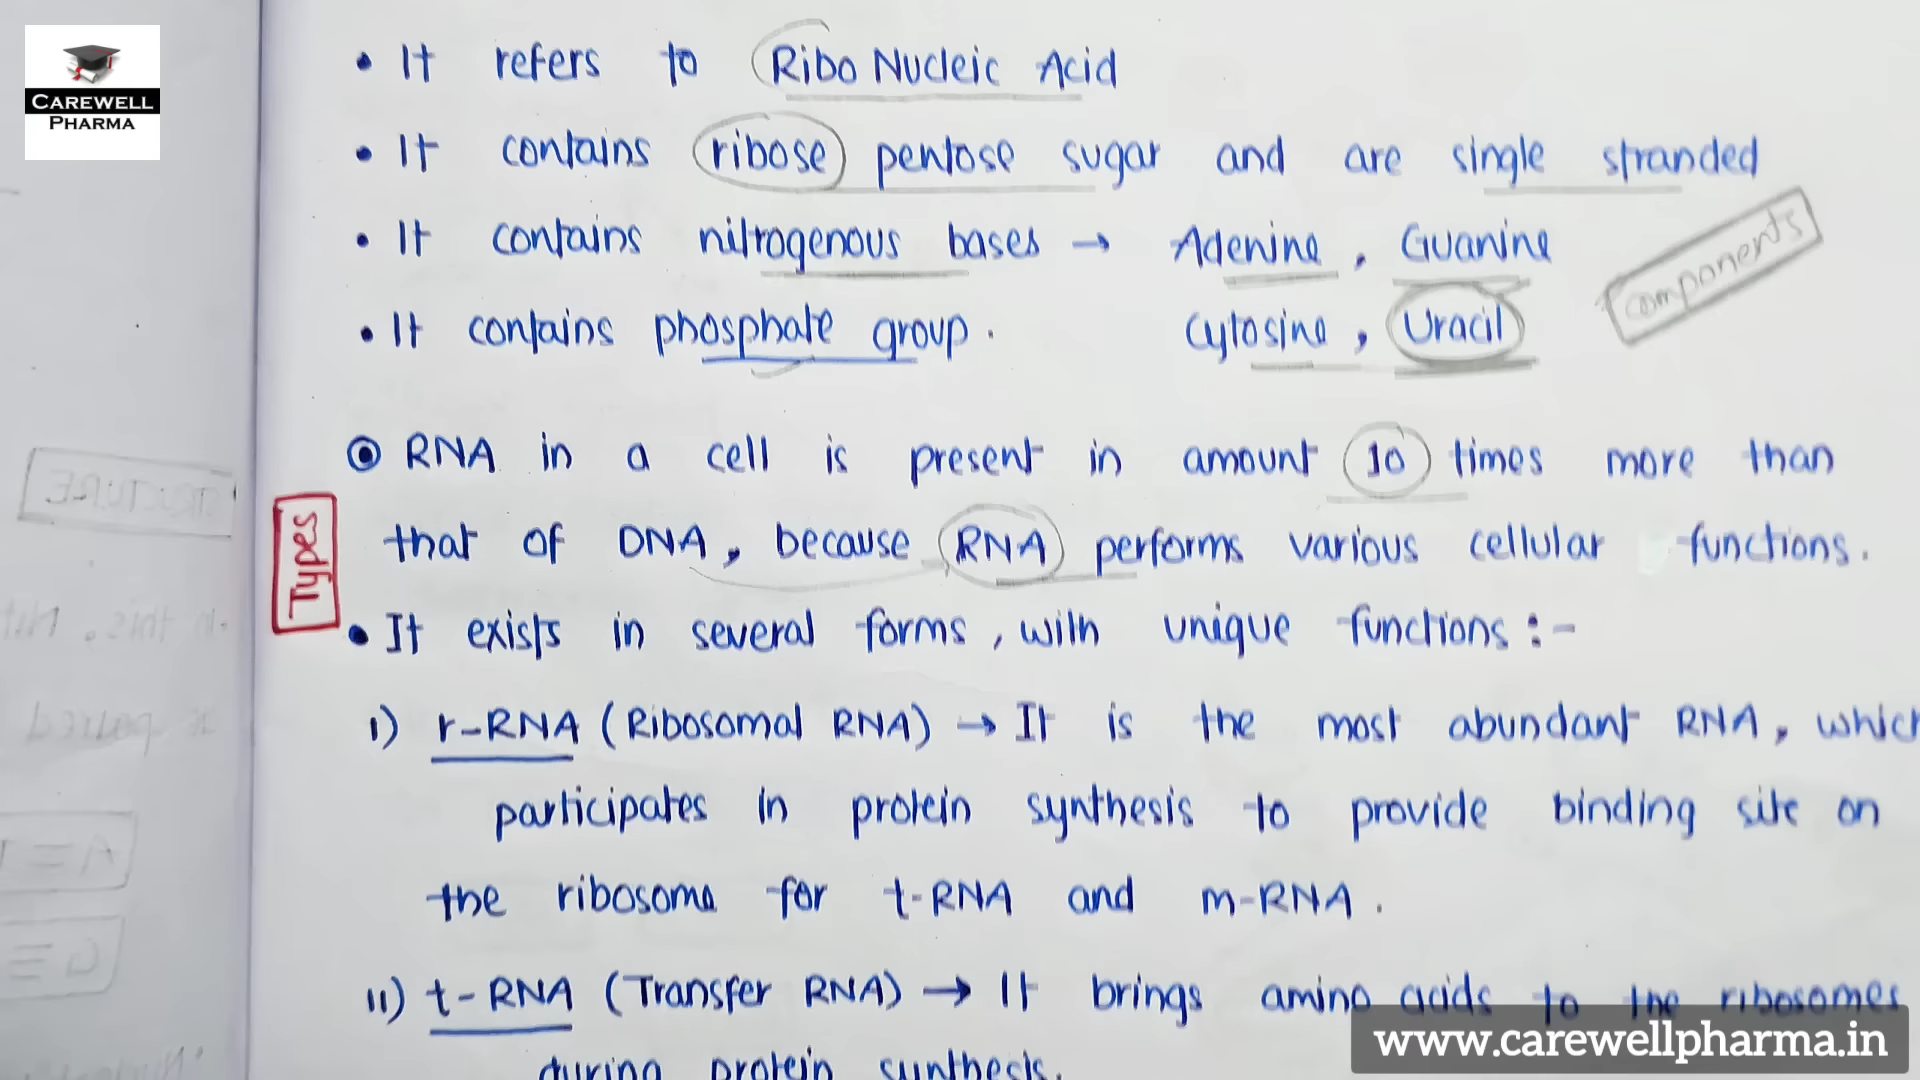 CAREWELL
PHARMA
• It refers to Ribo Nucleic Acid
• It contains ribose pentose sugar and are single stranded
• It contains nitrogenous bases → Adenine, Guanine
components
• It contains phosphate group. Cytosine, Uracil
STRUCTURE
RNA in a cell is present in amount 10 times more than
Types
that of DNA, because RNA performs various cellular functions.
• It exists in several forms, with unique functions :-
i) r-RNA (Ribosomal RNA) → It is the most abundant RNA, which
participates in protein synthesis to provide binding site on
the ribosome for t-RNA and m-RNA.
ii) t-RNA (Transfer RNA) → It brings amino acids to the ribosomes
during protein synthesis.
www.carewellpharma.in